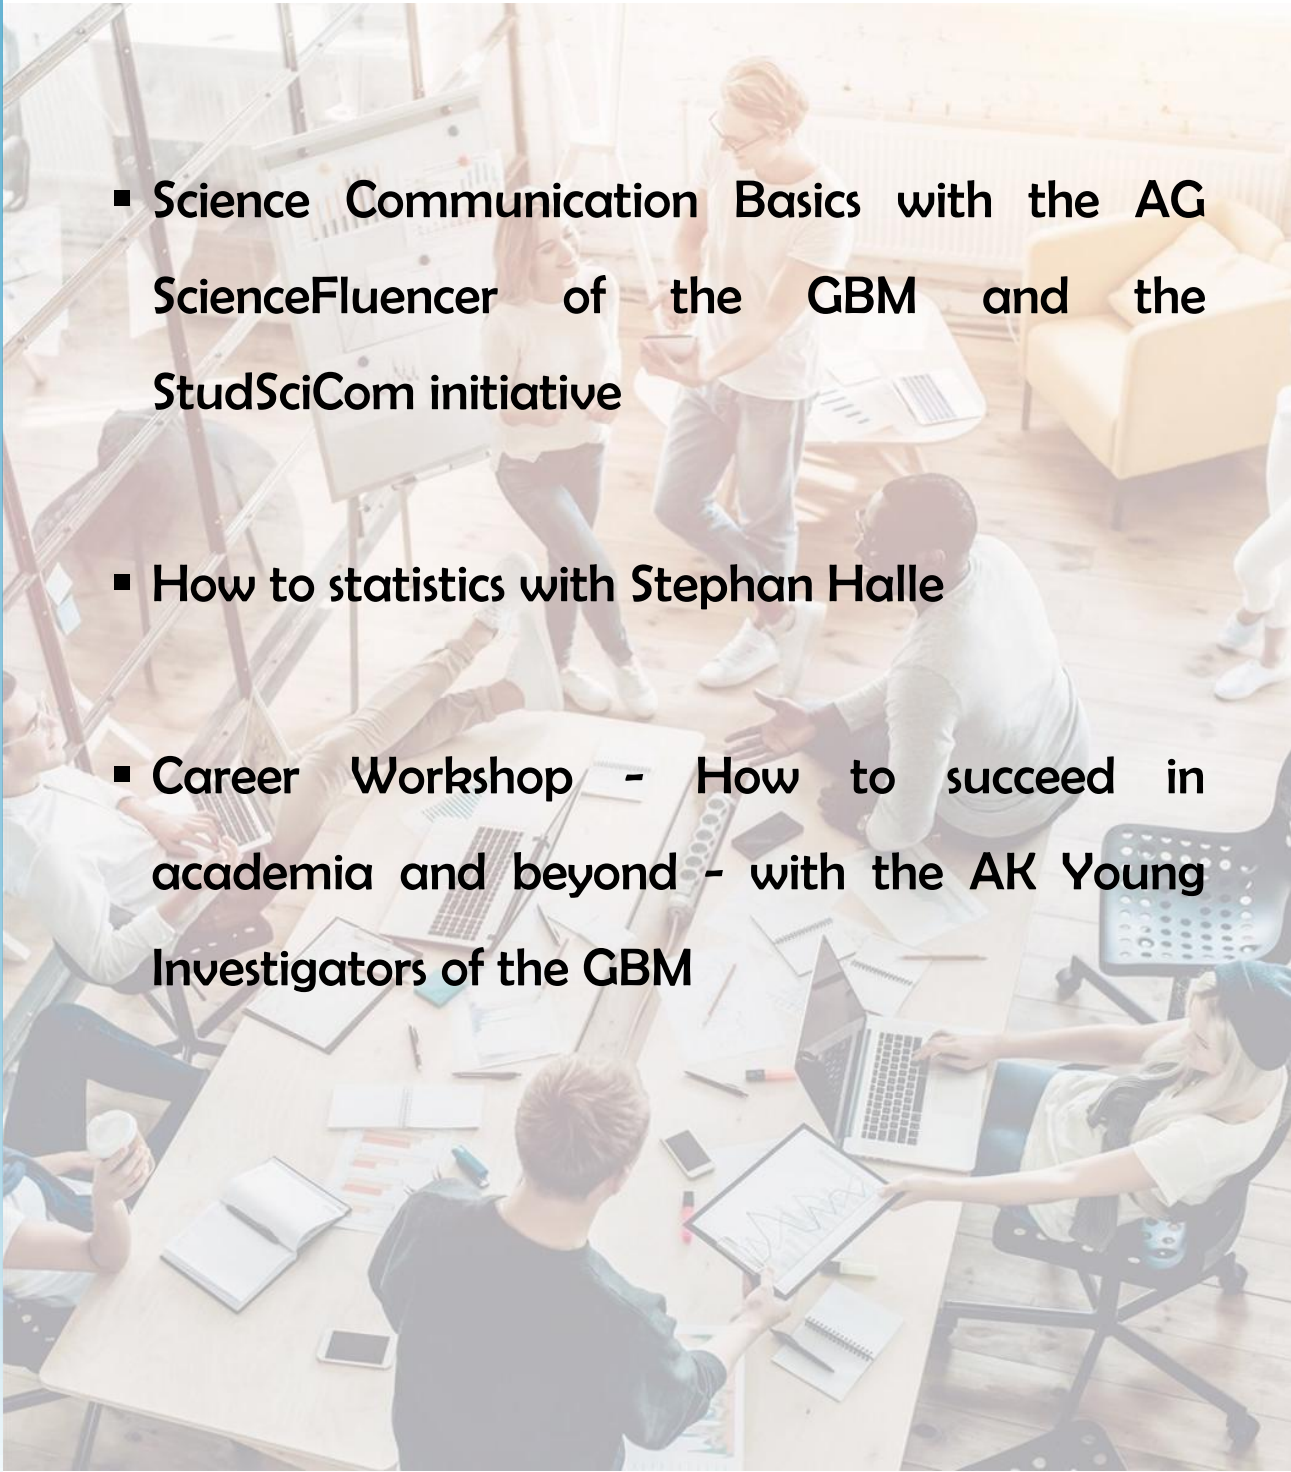 ▪ Science Communication Basics with the AG
ScienceFluencer of the GBM and the
StudSciCom initiative
▪ How to statistics with Stephan Halle
▪ Career Workshop - How to succeed in
academia and beyond - with the AK Young
Investigators of the GBM